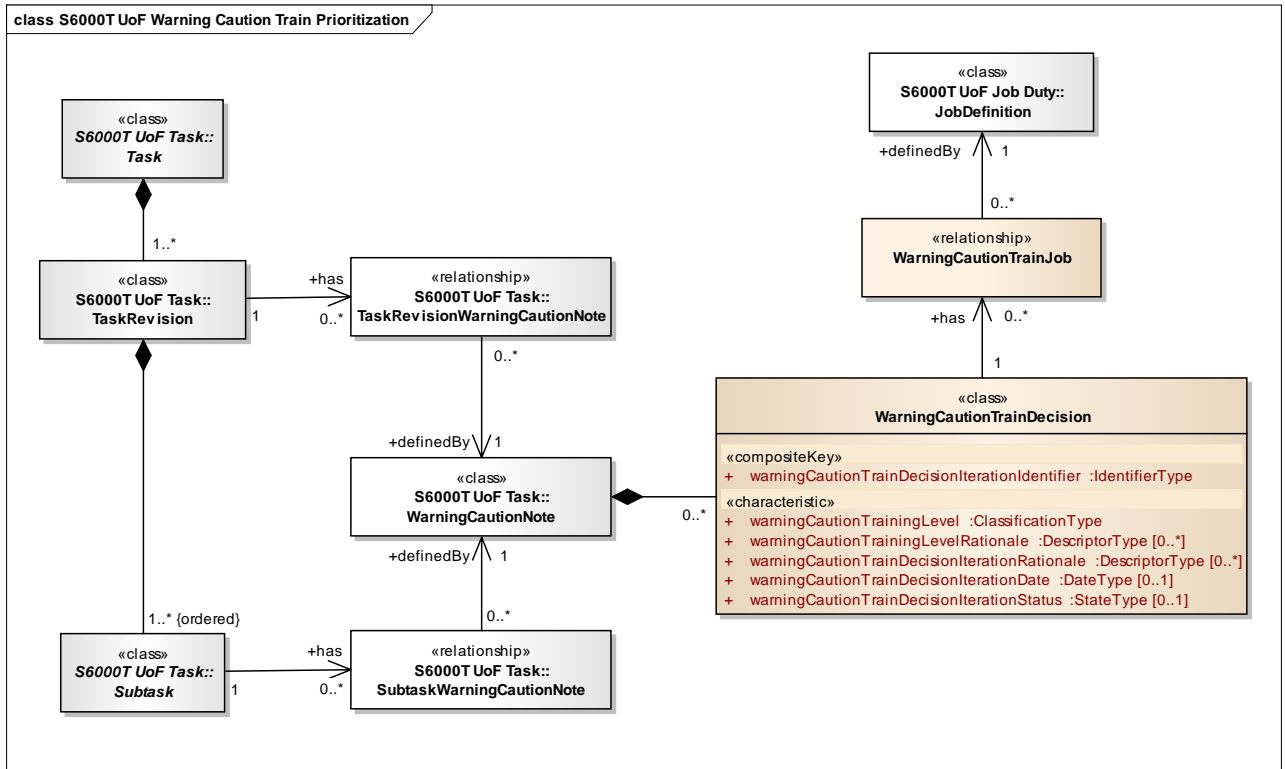 class S6000T UoF Warning Caution Train Prioritization
«class»
S6000T UoF Job Duty::
JobDefinition
+definedBy
1
0..*
«relationship»
WarningCautionTrainJob
+has
0..*
1
«class»
S6000T UoF Task::
Task
1..*
«class»
S6000T UoF Task::
TaskRevision
1
+has
0..*
«relationship»
S6000T UoF Task::
TaskRevisionWarningCautionNote
0..*
+definedBy
1
«class»
S6000T UoF Task::
WarningCautionNote
0..*
«class»
WarningCautionTrainDecision
«compositeKey»
+ warningCautionTrainDecisionIterationIdentifier :IdentifierType
«characteristic»
+ warningCautionTrainingLevel :ClassificationType
+ warningCautionTrainingLevelRationale :DescriptorType [0..*]
+ warningCautionTrainDecisionIterationRationale :DescriptorType [0..*]
+ warningCautionTrainDecisionIterationDate :DateType [0..1]
+ warningCautionTrainDecisionIterationStatus :StateType [0..1]
+definedBy
1
0..*
1..* {ordered}
«class»
S6000T UoF Task::
Subtask
1
+has
0..*
«relationship»
S6000T UoF Task::
SubtaskWarningCautionNote